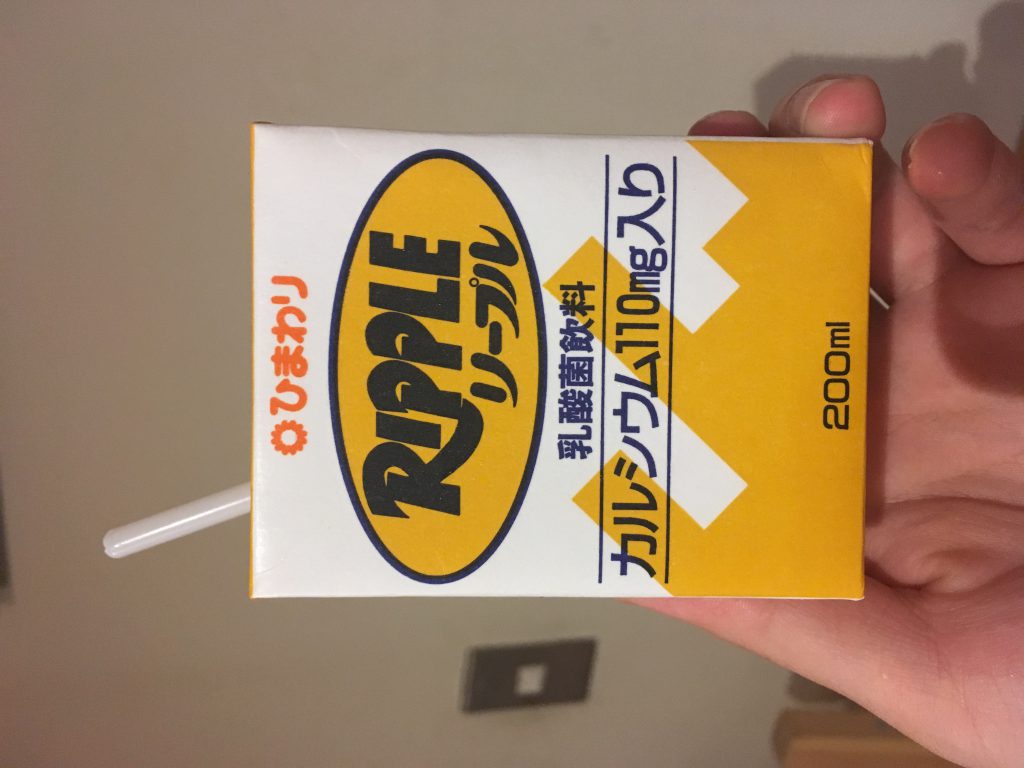 ひまわり
RIPPLE
リープル
乳酸菌飲料
カルシウム110mg入り
200ml